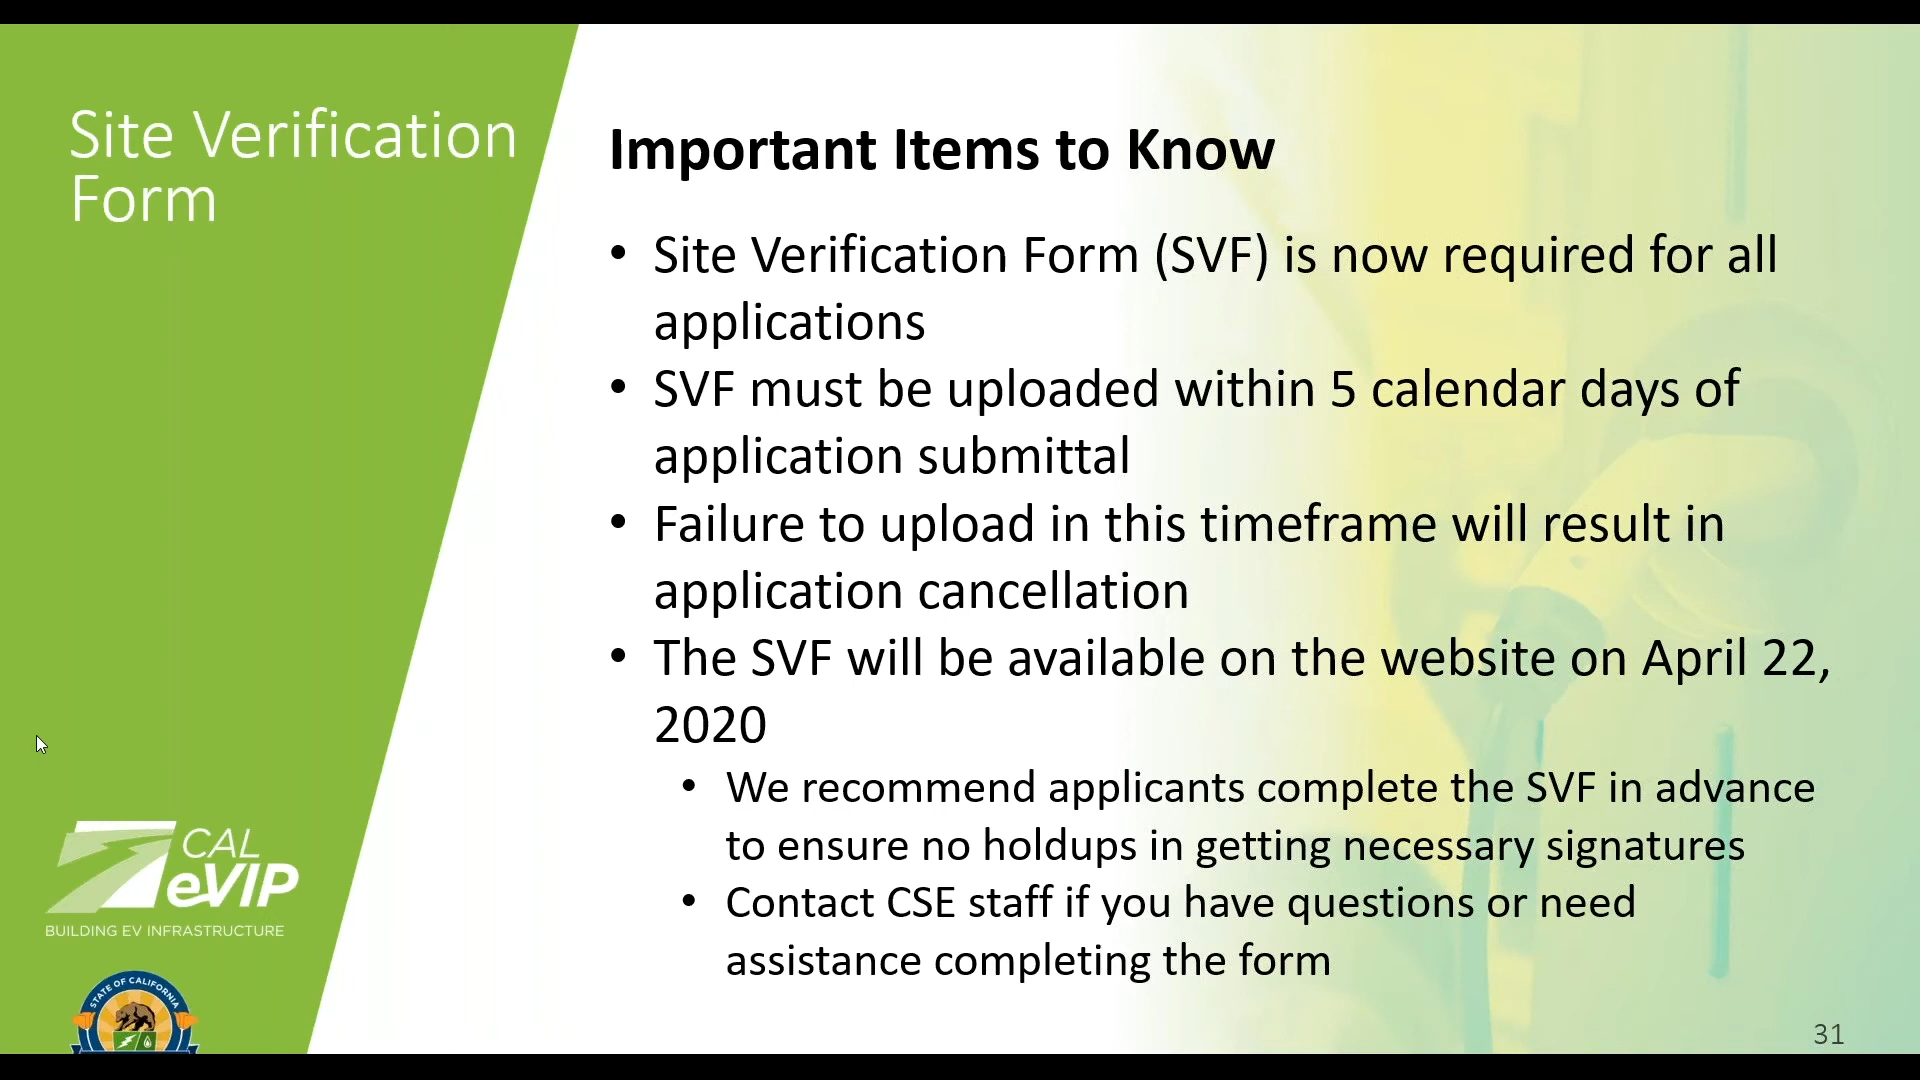 Site Verification
Form
Important Items to Know
• Site Verification Form (SVF) is now required for all
applications
• SVF must be uploaded within 5 calendar days of
application submittal
• Failure to upload in this timeframe will result in
application cancellation
• The SVF will be available on the website on April 22,
2020
• We recommend applicants complete the SVF in advance
to ensure no holdups in getting necessary signatures
• Contact CSE staff if you have questions or need
assistance completing the form
CAL
eVIP
BUILDING EV INFRASTRUCTURE
STATE OF CALIFORNIA
31